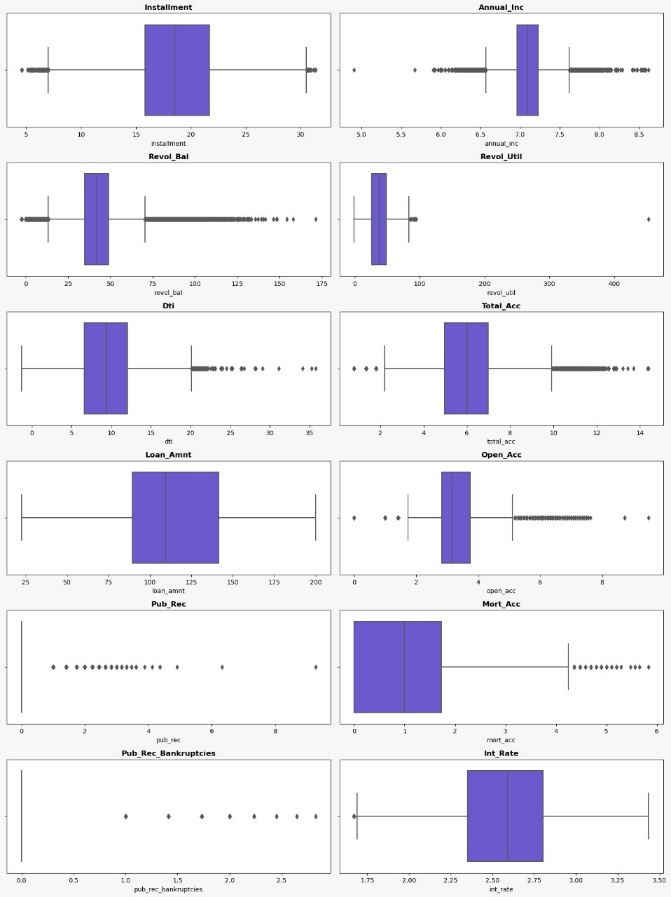 Installment
5 10 15 20 25 30
installment
Annual_Inc
5.0 5.5 6.0 6.5 7.0 7.5 8.0 8.5
annual_inc
Revol_Bal
0 25 50 75 100 125 150 175
revol_bal
Revol_Util
0 100 200 300 400
revol_util
Dti
0 5 10 15 20 25 30 35
dti
Total_Acc
2 4 6 8 10 12 14
total_acc
Loan_Amnt
25 50 75 100 125 150 175 200
loan_amnt
Open_Acc
0 2 4 6 8
open_acc
Pub_Rec
0 2 4 6 8
pub_rec
Mort_Acc
0 1 2 3 4 5 6
mort_acc
Pub_Rec_Bankruptcies
0.0 0.5 1.0 1.5 2.0 2.5
pub_rec_bankruptcies
Int_Rate
1.75 2.00 2.25 2.50 2.75 3.00 3.25 3.50
int_rate